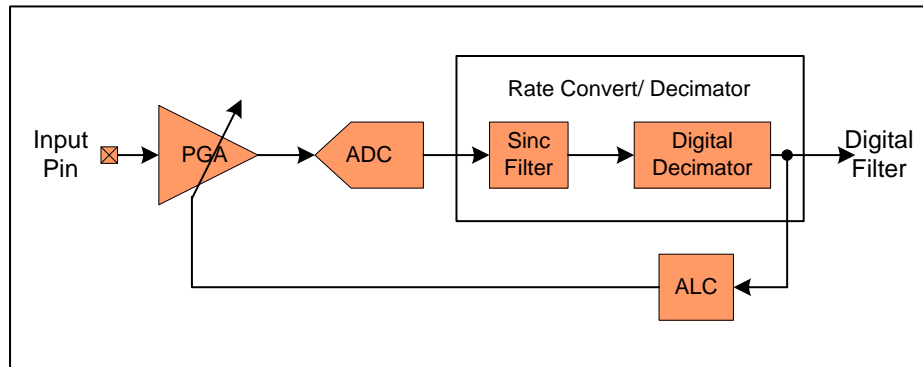 Rate Convert/ Decimator
Input
Pin
PGA
ADC
Sinc
Filter
Digital
Decimator
Digital
Filter
ALC